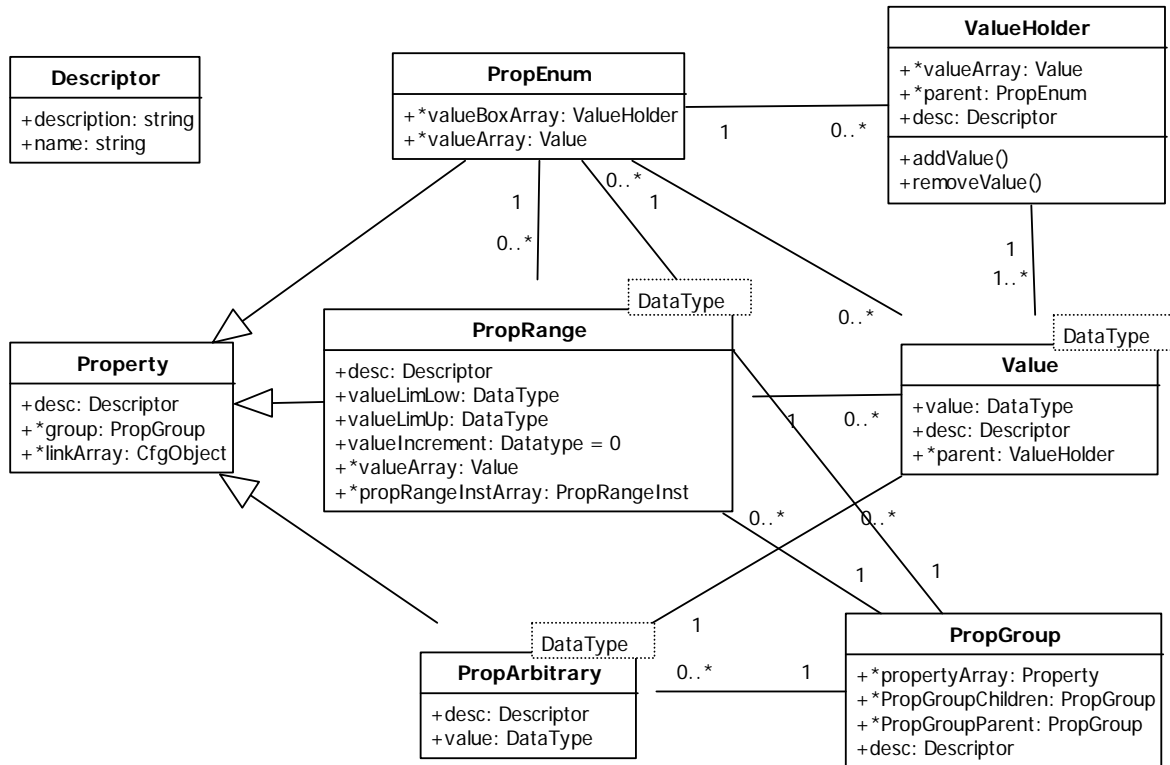 Descriptor
+description: string
+name: string
PropEnum
+*valueBoxArray: ValueHolder
+*valueArray: Value
ValueHolder
+*valueArray: Value
+*parent: PropEnum
+desc: Descriptor
+addValue()
+removeValue()
1
0..*
1
0..*
0..*
1
0..*
1
1..*
DataType
PropRange
+desc: Descriptor
+valueLimLow: DataType
+valueLimUp: DataType
+valueIncrement: Datatype = 0
+*valueArray: Value
+*propRangeInstArray: PropRangeInst
Property
+desc: Descriptor
+*group: PropGroup
+*linkArray: CfgObject
DataType
Value
+value: DataType
+desc: Descriptor
+*parent: ValueHolder
1
0..*
0..*
0..*
1
1
1
0..*
1
DataType
PropArbitrary
+desc: Descriptor
+value: DataType
PropGroup
+*propertyArray: Property
+*PropGroupChildren: PropGroup
+*PropGroupParent: PropGroup
+desc: Descriptor